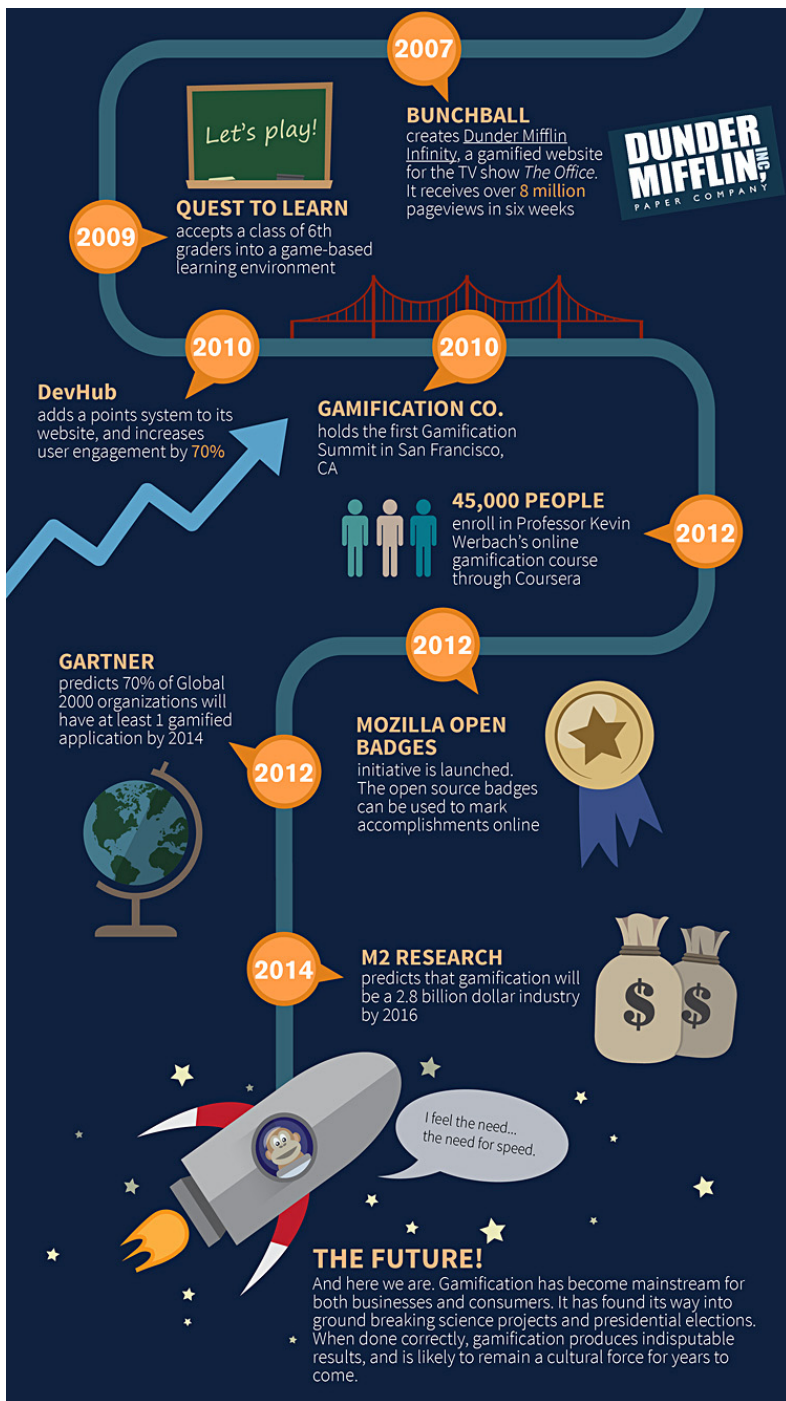 2007
BUNCHBALL
creates Dunder Mifflin
Infinity, a gamified website
for the TV show The Office.
It receives over 8 million
pageviews in six weeks
DUNDER
MIFFLIN, INC
PAPER COMPANY
Let's play!
2009
QUEST TO LEARN
accepts a class of 6th
graders into a game-based
learning environment
2010
DevHub
adds a points system to its
website, and increases
user engagement by 70%
2010
GAMIFICATION CO.
holds the first Gamification
Summit in San Francisco,
CA
2012
45,000 PEOPLE
enroll in Professor Kevin
Werbach's online
gamification course
through Coursera
2012
MOZILLA OPEN
BADGES
initiative is launched.
The open source badges
can be used to mark
accomplishments online
2012
GARTNER
predicts 70% of Global
2000 organizations will
have at least 1 gamified
application by 2014
2014
M2 RESEARCH
predicts that gamification will
be a 2.8 billion dollar industry
by 2016
$ $
I feel the need...
the need for speed.
THE FUTURE!
And here we are. Gamification has become mainstream for
both businesses and consumers. It has found its way into
ground breaking science projects and presidential elections.
When done correctly, gamification produces indisputable
results, and is likely to remain a cultural force for years to
come.